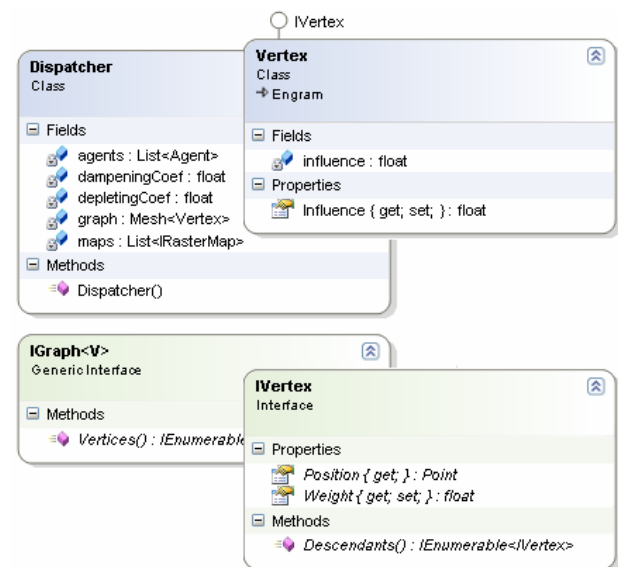 IVertex
Dispatcher
Class
Fields
agents : List<Agent>
dampeningCoef : float
depletingCoef : float
graph : Mesh<Vertex>
maps : List<IRasterMap>
Methods
Dispatcher()
Vertex
Class
Engram
Fields
influence : float
Properties
Influence { get; set; } : float
IGraph<V>
Generic Interface
Methods
Vertices() : IEnumerable
IVertex
Interface
Properties
Position { get; } : Point
Weight { get; set; } : float
Methods
Descendants() : IEnumerable<IVertex>